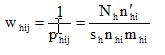 w_hij = 1 / p'_hij = N_h n'_hi / s_h n_hi m_hi